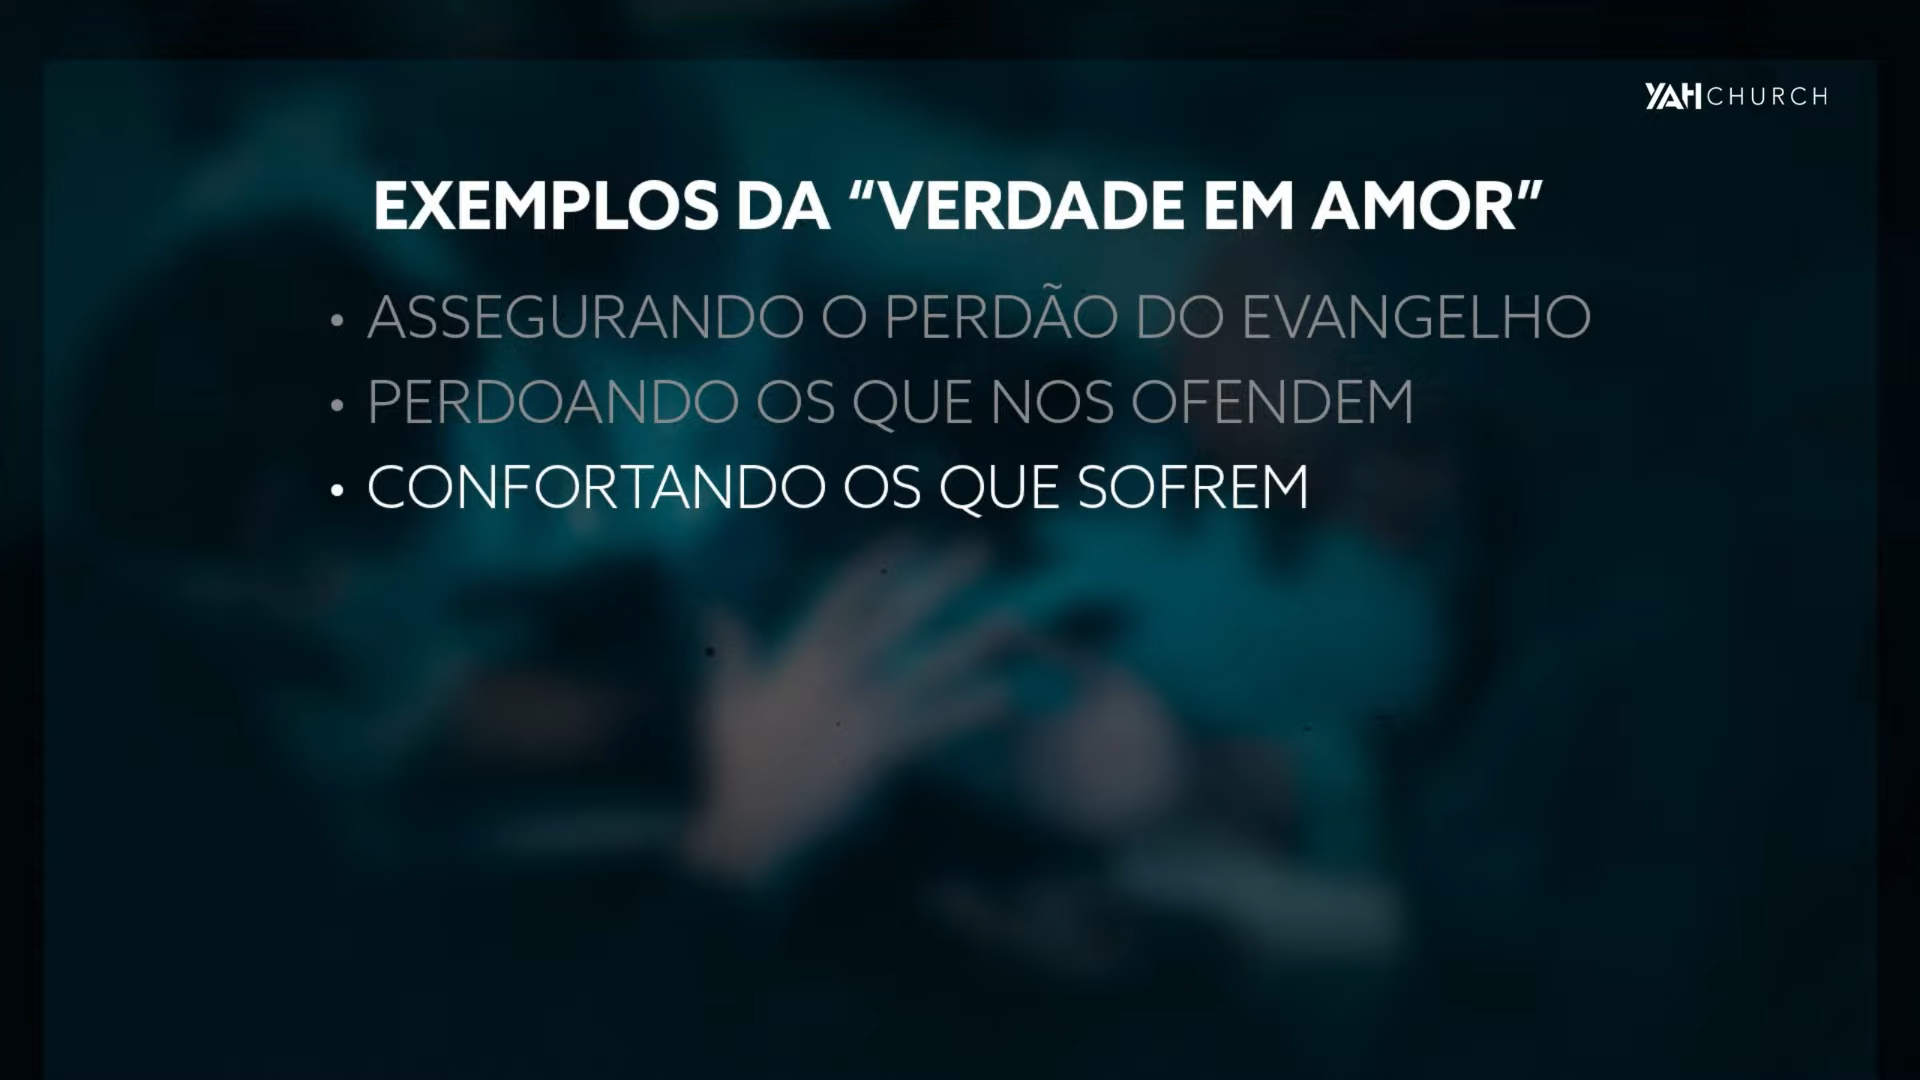 YAH CHURCH
EXEMPLOS DA “VERDADE EM AMOR”
• ASSEGURANDO O PERDÃO DO EVANGELHO
• PERDOANDO OS QUE NOS OFENDEM
• CONFORTANDO OS QUE SOFREM